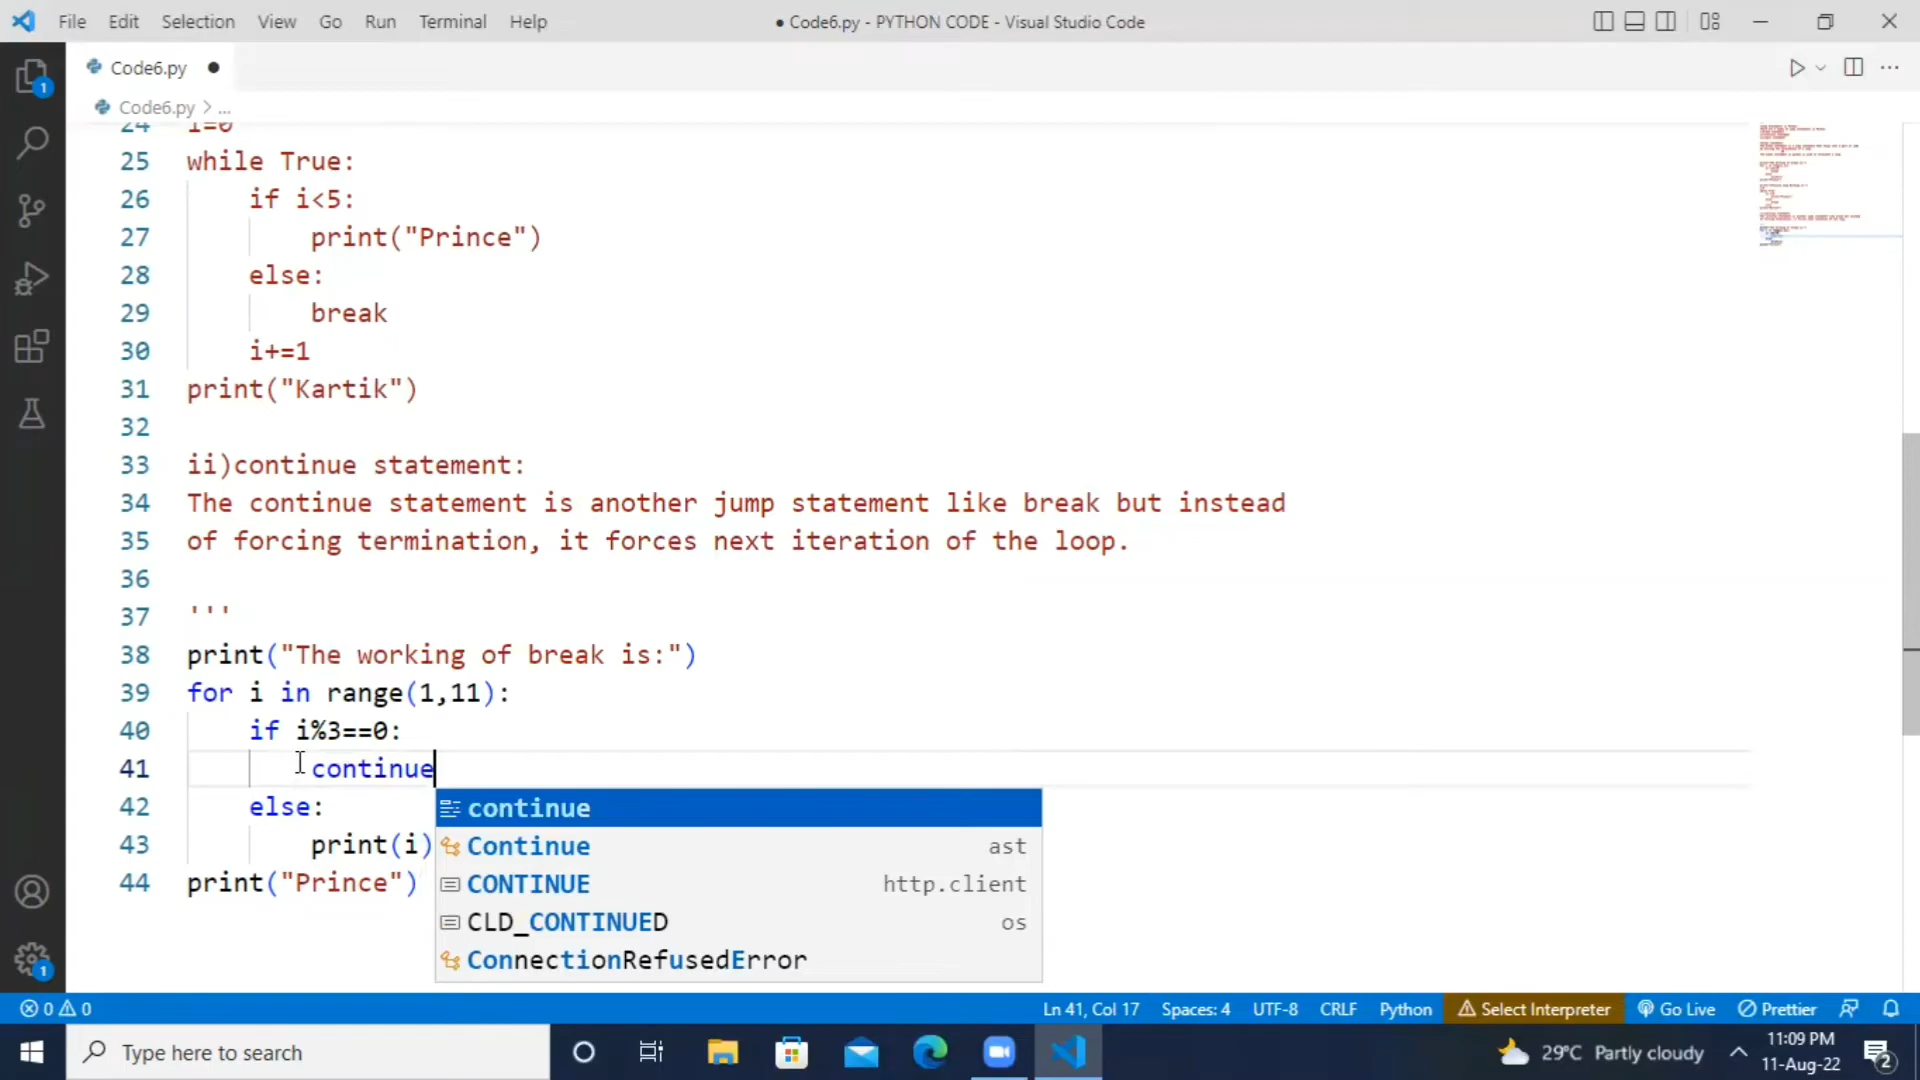 File Edit Selection View Go Run Terminal Help ● Code6.py - PYTHON CODE - Visual Studio Code
Code6.py ●
Code6.py > ...
24 i=0
25 while True:
26 if i<5:
27 print("Prince")
28 else:
29 break
30 i+=1
31 print("Kartik")
32
33 ii)continue statement:
34 The continue statement is another jump statement like break but instead
35 of forcing termination, it forces next iteration of the loop.
36
37 '''
38 print("The working of break is:")
39 for i in range(1,11):
40 if i%3==0:
41 continue
42 else:
43 print(i)
44 print("Prince")
continue
Continue ast
CONTINUE http.client
CLD_CONTINUED os
ConnectionRefusedError
1
1
0 0 Ln 41, Col 17 Spaces: 4 UTF-8 CRLF Python Select Interpreter Go Live Prettier
Type here to search 29°C Partly cloudy 11:09 PM
11-Aug-22 2